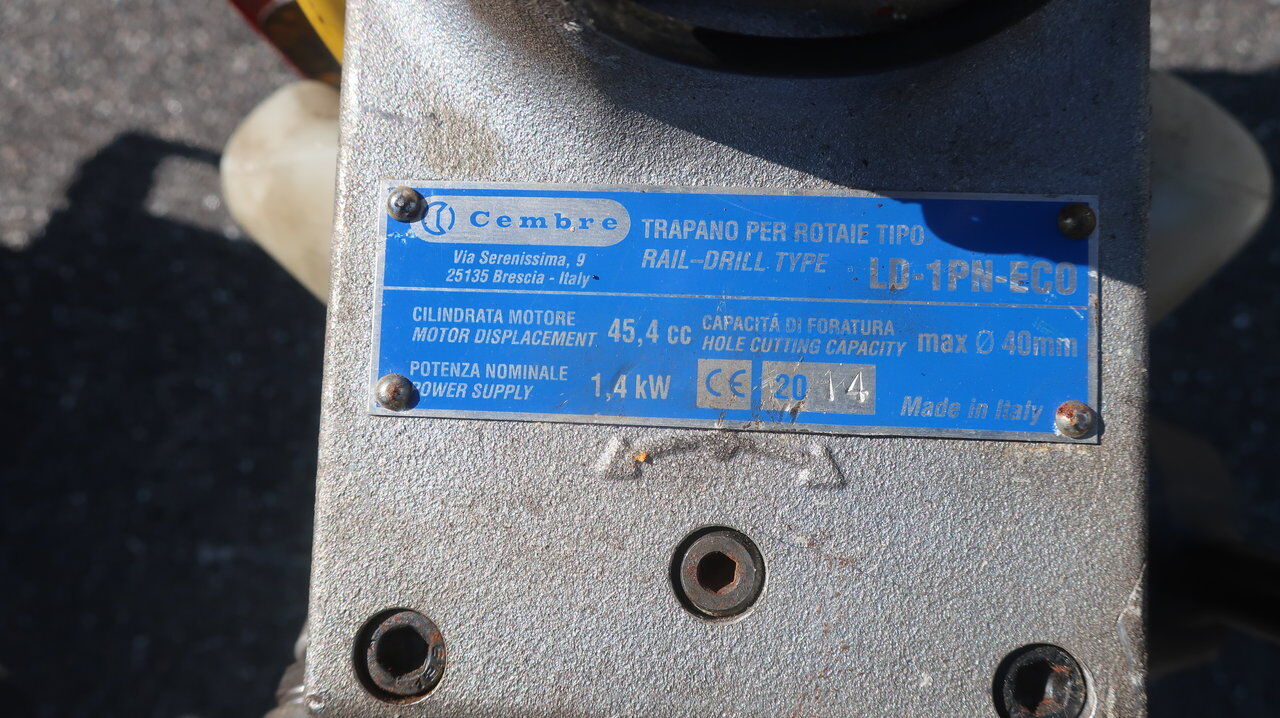 Cembre
Via Serenissima, 9
25135 Brescia - Italy
TRAPANO PER ROTAIE TIPO
RAIL-DRILL TYPE LD-1PN-ECO
CILINDRATA MOTORE
MOTOR DISPLACEMENT 45,4 cc
CAPACITÁ DI FORATURA
HOLE CUTTING CAPACITY max Ø 40mm
POTENZA NOMINALE
POWER SUPPLY 1,4 kW
CE 20 14
Made in Italy